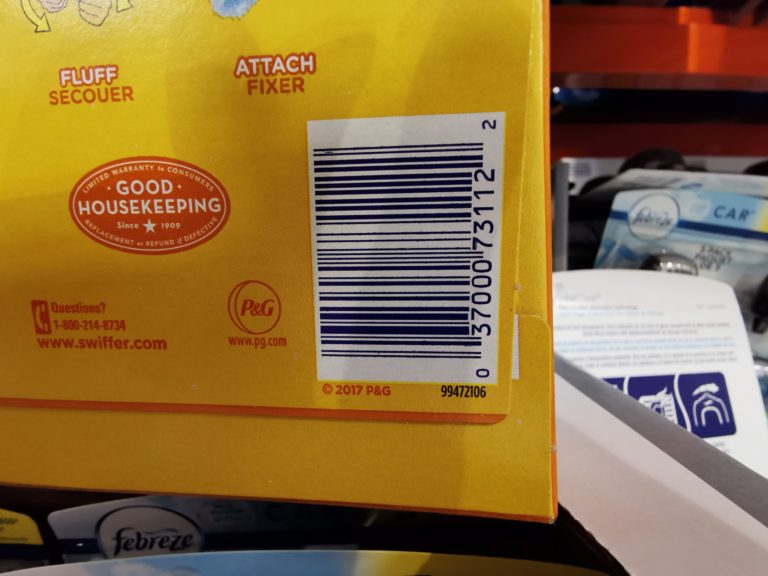 FLUFF
SECOUER
ATTACH
FIXER
LIMITED WARRANTY to CONSUMERS
GOOD
HOUSEKEEPING
Since ★ 1909
REPLACEMENT or REFUND if DEFECTIVE
Questions?
1-800-214-8734
www.swiffer.com
P&G
www.pg.com
0 37000 73112 2
© 2017 P&G
99472106
febreze
CAR
febreze